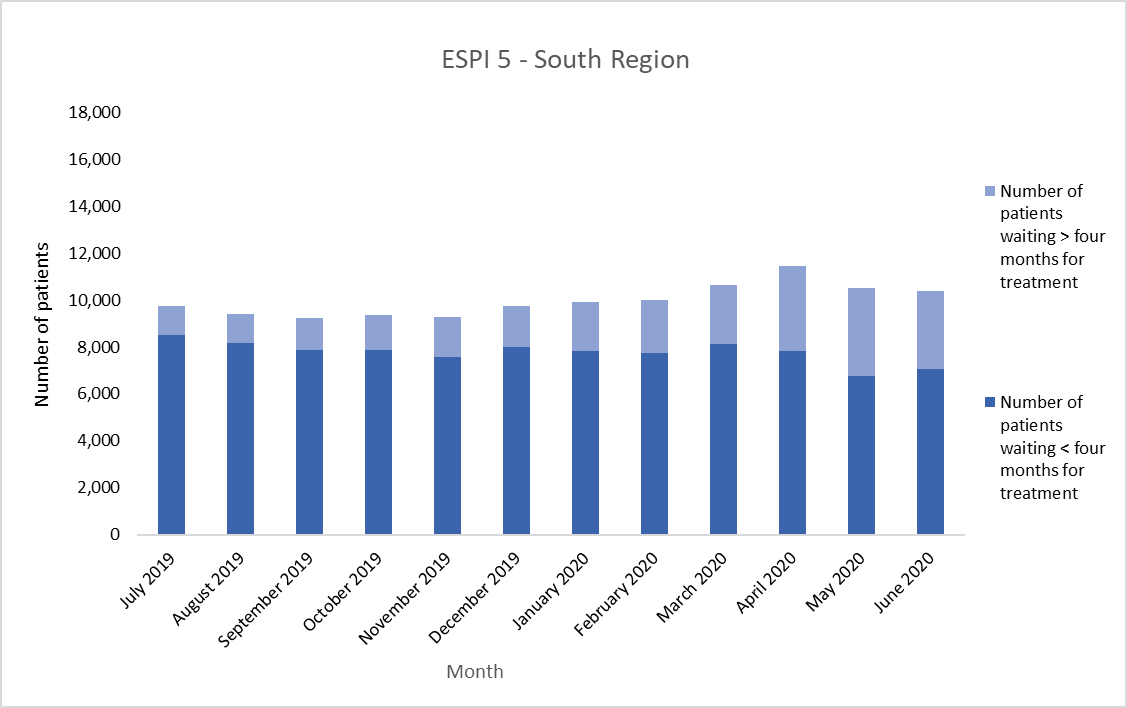 ESPI 5 - South Region
18,000
16,000
14,000
12,000
10,000
8,000
6,000
4,000
2,000
0
Number of patients
July 2019
August 2019
September 2019
October 2019
November 2019
December 2019
January 2020
February 2020
March 2020
April 2020
May 2020
June 2020
Month
Number of
patients
waiting > four
months for
treatment
Number of
patients
waiting < four
months for
treatment